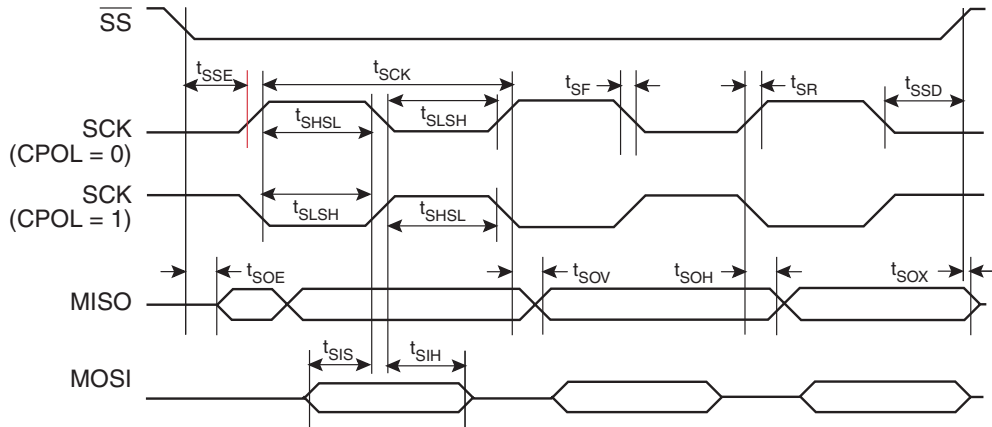 SS
tSSE
tSCK
tSF
tSR
tSSD
SCK
(CPOL = 0)
tSHSL
tSLSH
SCK
(CPOL = 1)
tSLSH
tSHSL
tSOE
tSOV
tSOH
tSOX
MISO
tSIS
tSIH
MOSI